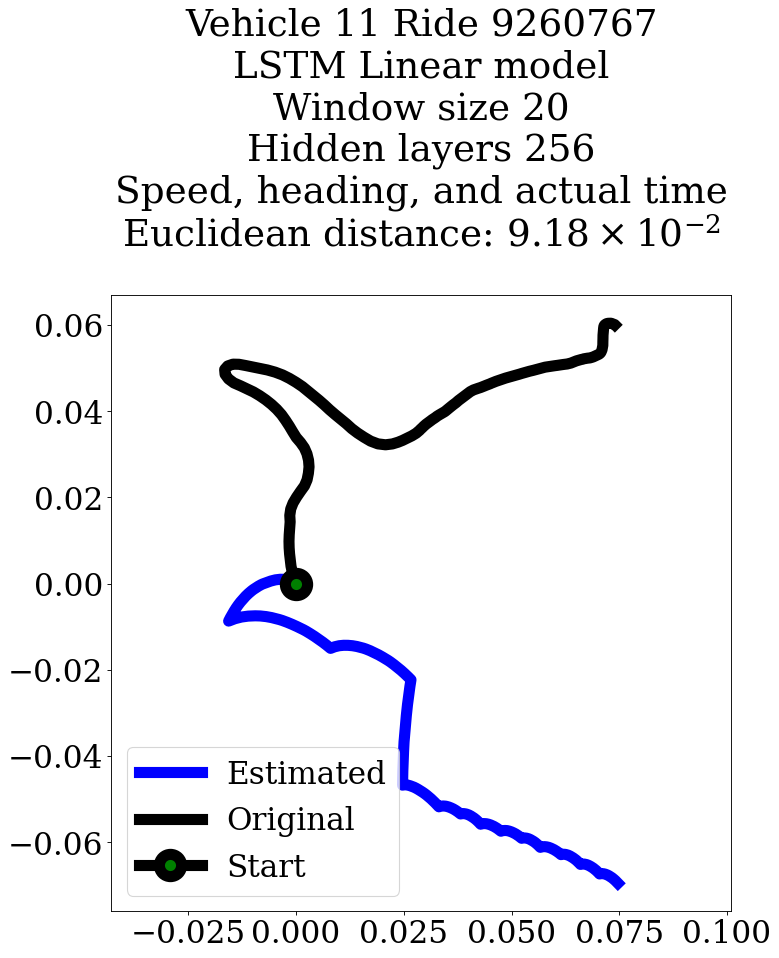 Vehicle 11 Ride 9260767
LSTM Linear model
Window size 20
Hidden layers 256
Speed, heading, and actual time
Euclidean distance: 9.18 × 10⁻²
0.06
0.04
0.02
0.00
−0.02
−0.04
−0.06
Estimated
Original
Start
−0.025 0.000 0.025 0.050 0.075 0.100